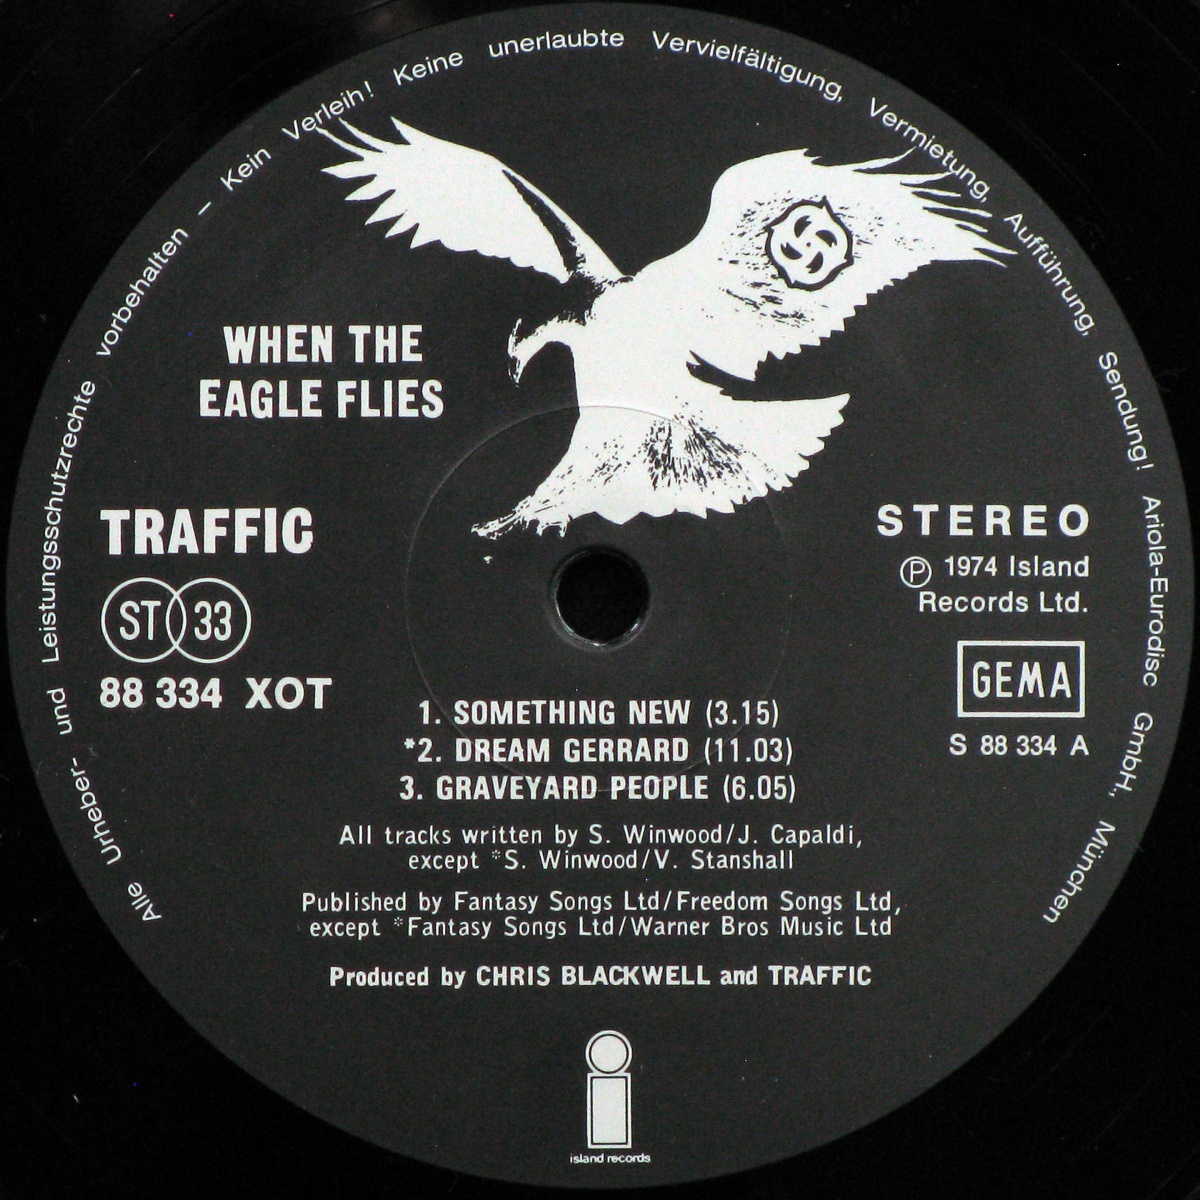 Alle Urheber- und Leistungsschutzrechte vorbehalten – Kein Verleih! Keine unerlaubte Vervielfältigung, Vermietung, Aufführung, Sendung! Ariola-Eurodisc GmbH., München
WHEN THE
EAGLE FLIES
TRAFFIC
ST 33
88 334 XOT
STEREO
Ⓟ 1974 Island
Records Ltd.
GEMA
S 88 334 A
1. SOMETHING NEW (3.15)
*2. DREAM GERRARD (11.03)
3. GRAVEYARD PEOPLE (6.05)
All tracks written by S. Winwood/J. Capaldi,
except *S. Winwood/V. Stanshall
Published by Fantasy Songs Ltd/Freedom Songs Ltd,
except *Fantasy Songs Ltd/Warner Bros Music Ltd
Produced by CHRIS BLACKWELL and TRAFFIC
i
island records